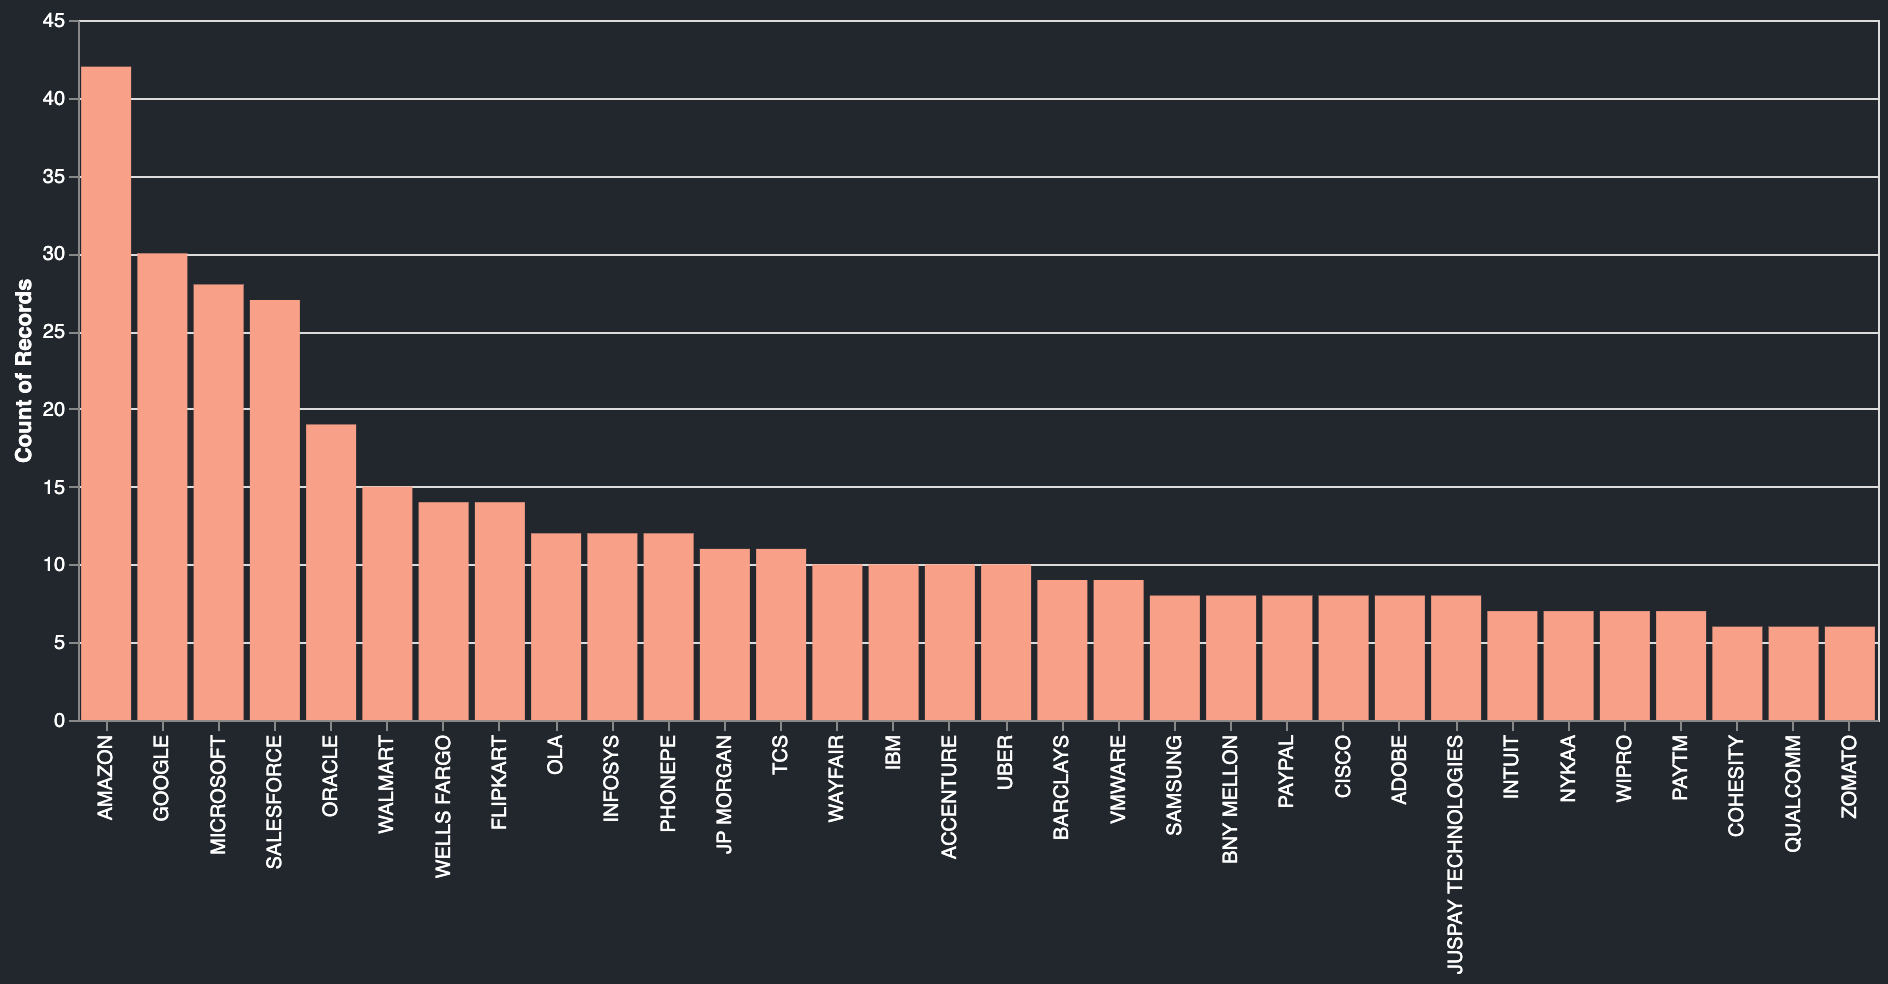 45
40
35
30
25
20
15
10
5
0
Count of Records
AMAZON
GOOGLE
MICROSOFT
SALESFORCE
ORACLE
WALMART
WELLS FARGO
FLIPKART
OLA
INFOSYS
PHONEPE
JP MORGAN
TCS
WAYFAIR
IBM
ACCENTURE
UBER
BARCLAYS
VMWARE
SAMSUNG
BNY MELLON
PAYPAL
CISCO
ADOBE
JUSPAY TECHNOLOGIES
INTUIT
NYKAA
WIPRO
PAYTM
COHESITY
QUALCOMM
ZOMATO